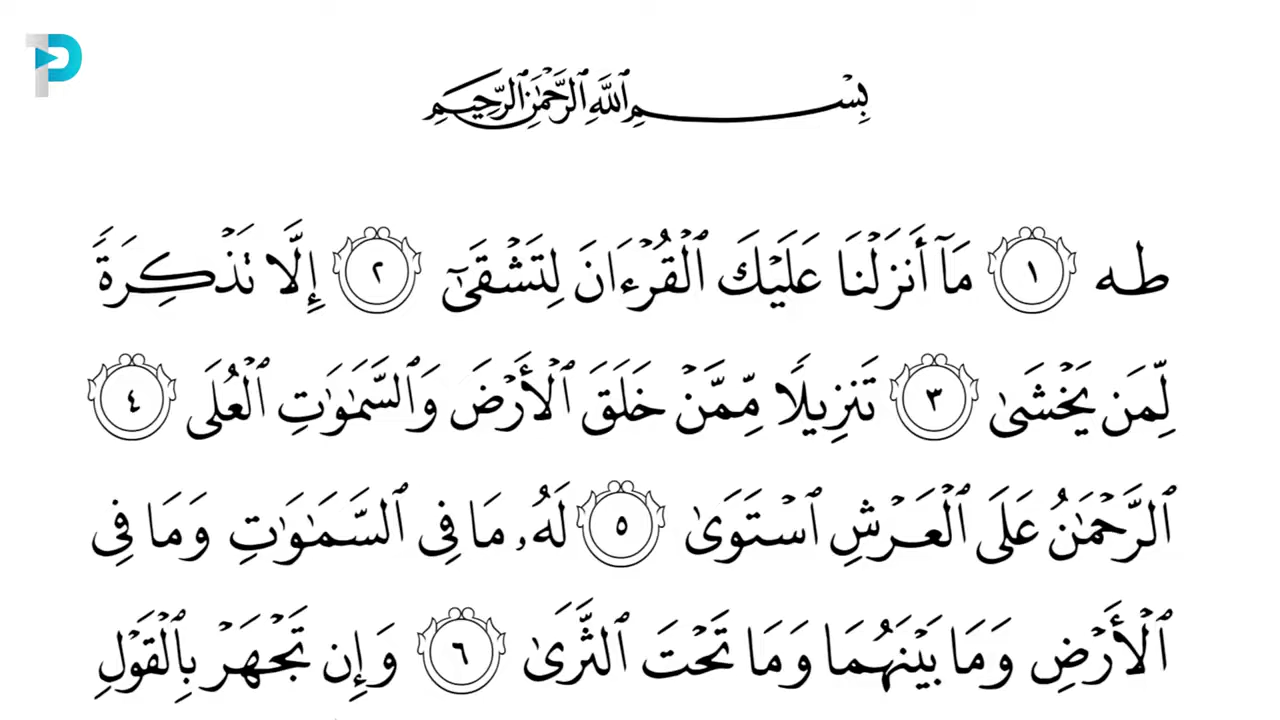 بِسْمِ ٱللَّهِ ٱلرَّحْمَٰنِ ٱلرَّحِيمِ
طه ١ مَآ أَنزَلْنَا عَلَيْكَ ٱلْقُرْءَانَ لِتَشْقَىٰٓ ٢ إِلَّا تَذْكِرَةً
لِّمَن يَخْشَىٰ ٣ تَنزِيلًا مِّمَّنْ خَلَقَ ٱلْأَرْضَ وَٱلسَّمَٰوَٰتِ ٱلْعُلَى ٤
ٱلرَّحْمَٰنُ عَلَى ٱلْعَرْشِ ٱسْتَوَىٰ ٥ لَهُۥ مَا فِى ٱلسَّمَٰوَٰتِ وَمَا فِى
ٱلْأَرْضِ وَمَا بَيْنَهُمَا وَمَا تَحْتَ ٱلثَّرَىٰ ٦ وَإِن تَجْهَرْ بِٱلْقَوْلِ